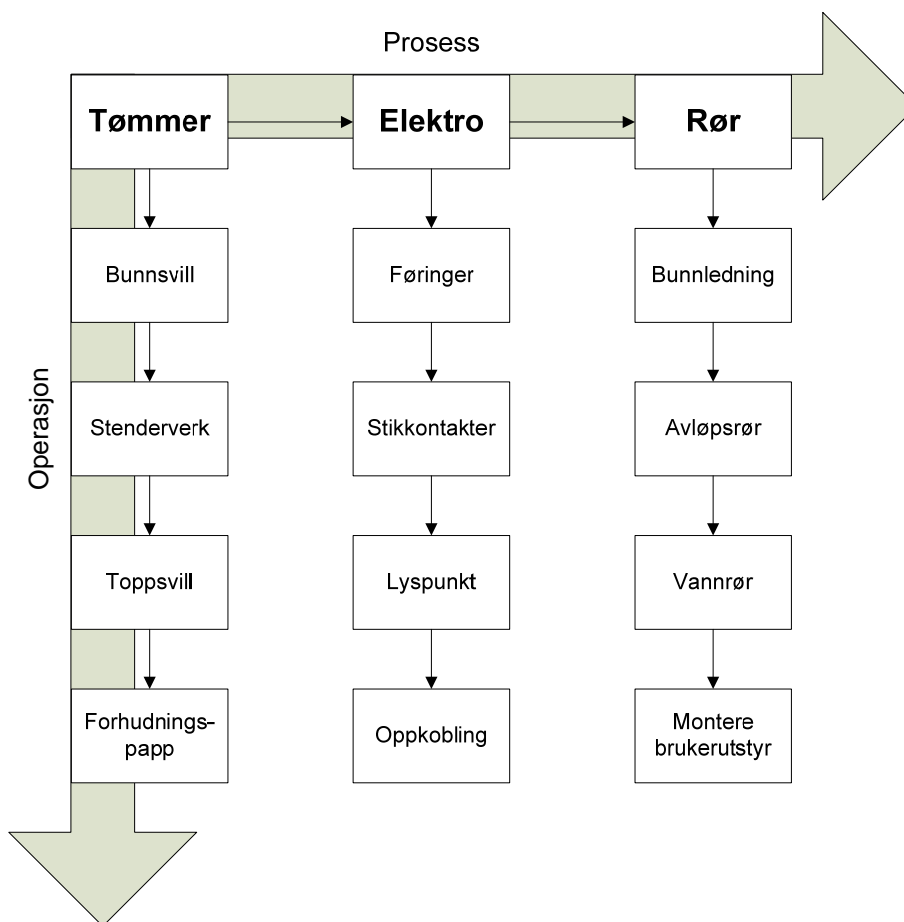 Prosess
Tømmer
Elektro
Rør
Operasjon
Bunnsvill
Føringer
Bunnledning
Stenderverk
Stikkontakter
Avløpsrør
Toppsvill
Lyspunkt
Vannrør
Forhudnings-
papp
Oppkobling
Montere
brukerutstyr